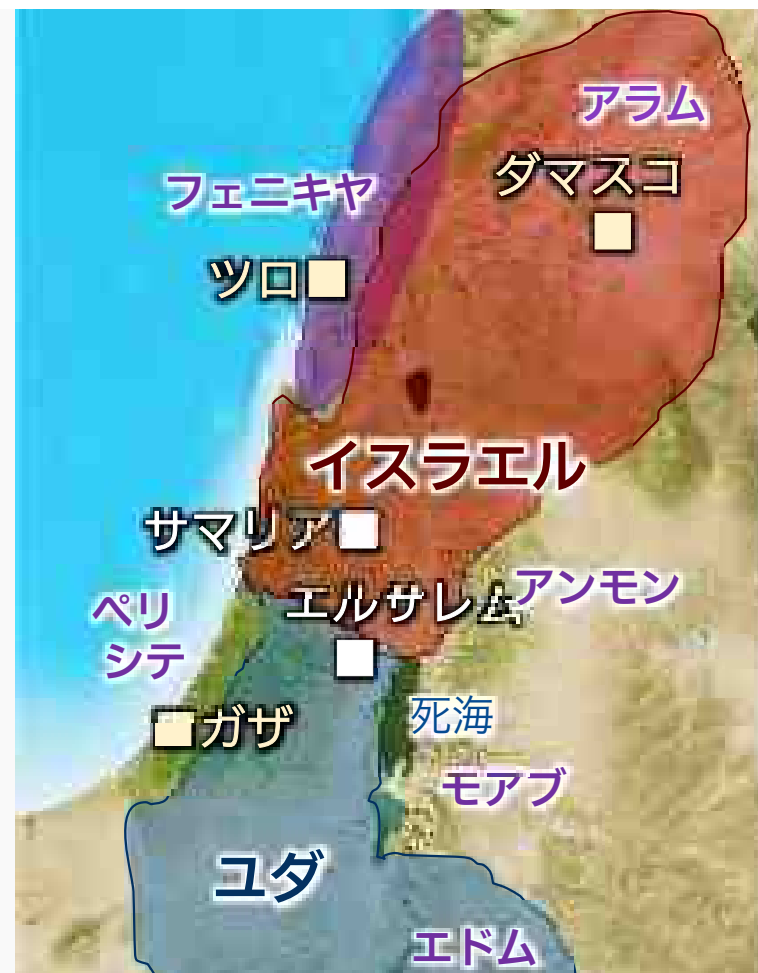 アラム
ダマスコ
フェニキヤ
ツロ
イスラエル
サマリア
アンモン
エルサレム
ペリ
シテ
死海
ガザ
モアブ
ユダ
エドム